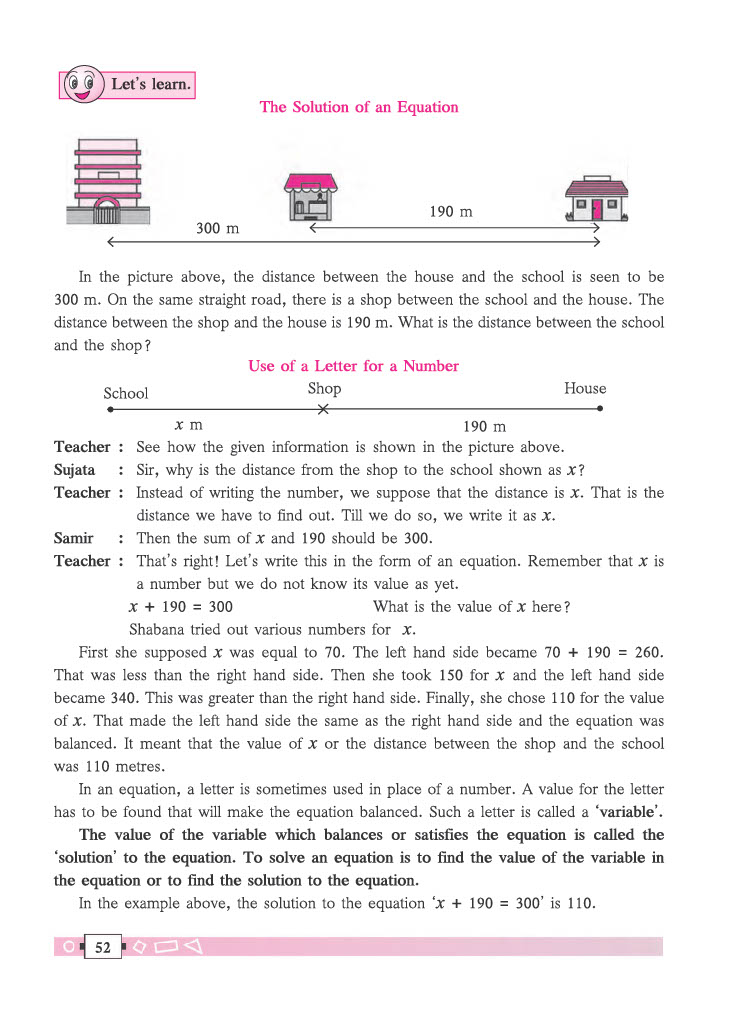 Let's learn.
The Solution of an Equation
190 m
300 m
In the picture above, the distance between the house and the school is seen to be
300 m. On the same straight road, there is a shop between the school and the house. The
distance between the shop and the house is 190 m. What is the distance between the school
and the shop?
Use of a Letter for a Number
School Shop House
x m 190 m
Teacher : See how the given information is shown in the picture above.
Sujata : Sir, why is the distance from the shop to the school shown as x?
Teacher : Instead of writing the number, we suppose that the distance is x. That is the
distance we have to find out. Till we do so, we write it as x.
Samir : Then the sum of x and 190 should be 300.
Teacher : That's right! Let's write this in the form of an equation. Remember that x is
a number but we do not know its value as yet.
x + 190 = 300 What is the value of x here?
Shabana tried out various numbers for x.
First she supposed x was equal to 70. The left hand side became 70 + 190 = 260.
That was less than the right hand side. Then she took 150 for x and the left hand side
became 340. This was greater than the right hand side. Finally, she chose 110 for the value
of x. That made the left hand side the same as the right hand side and the equation was
balanced. It meant that the value of x or the distance between the shop and the school
was 110 metres.
In an equation, a letter is sometimes used in place of a number. A value for the letter
has to be found that will make the equation balanced. Such a letter is called a 'variable'.
The value of the variable which balances or satisfies the equation is called the
'solution' to the equation. To solve an equation is to find the value of the variable in
the equation or to find the solution to the equation.
In the example above, the solution to the equation 'x + 190 = 300' is 110.
52